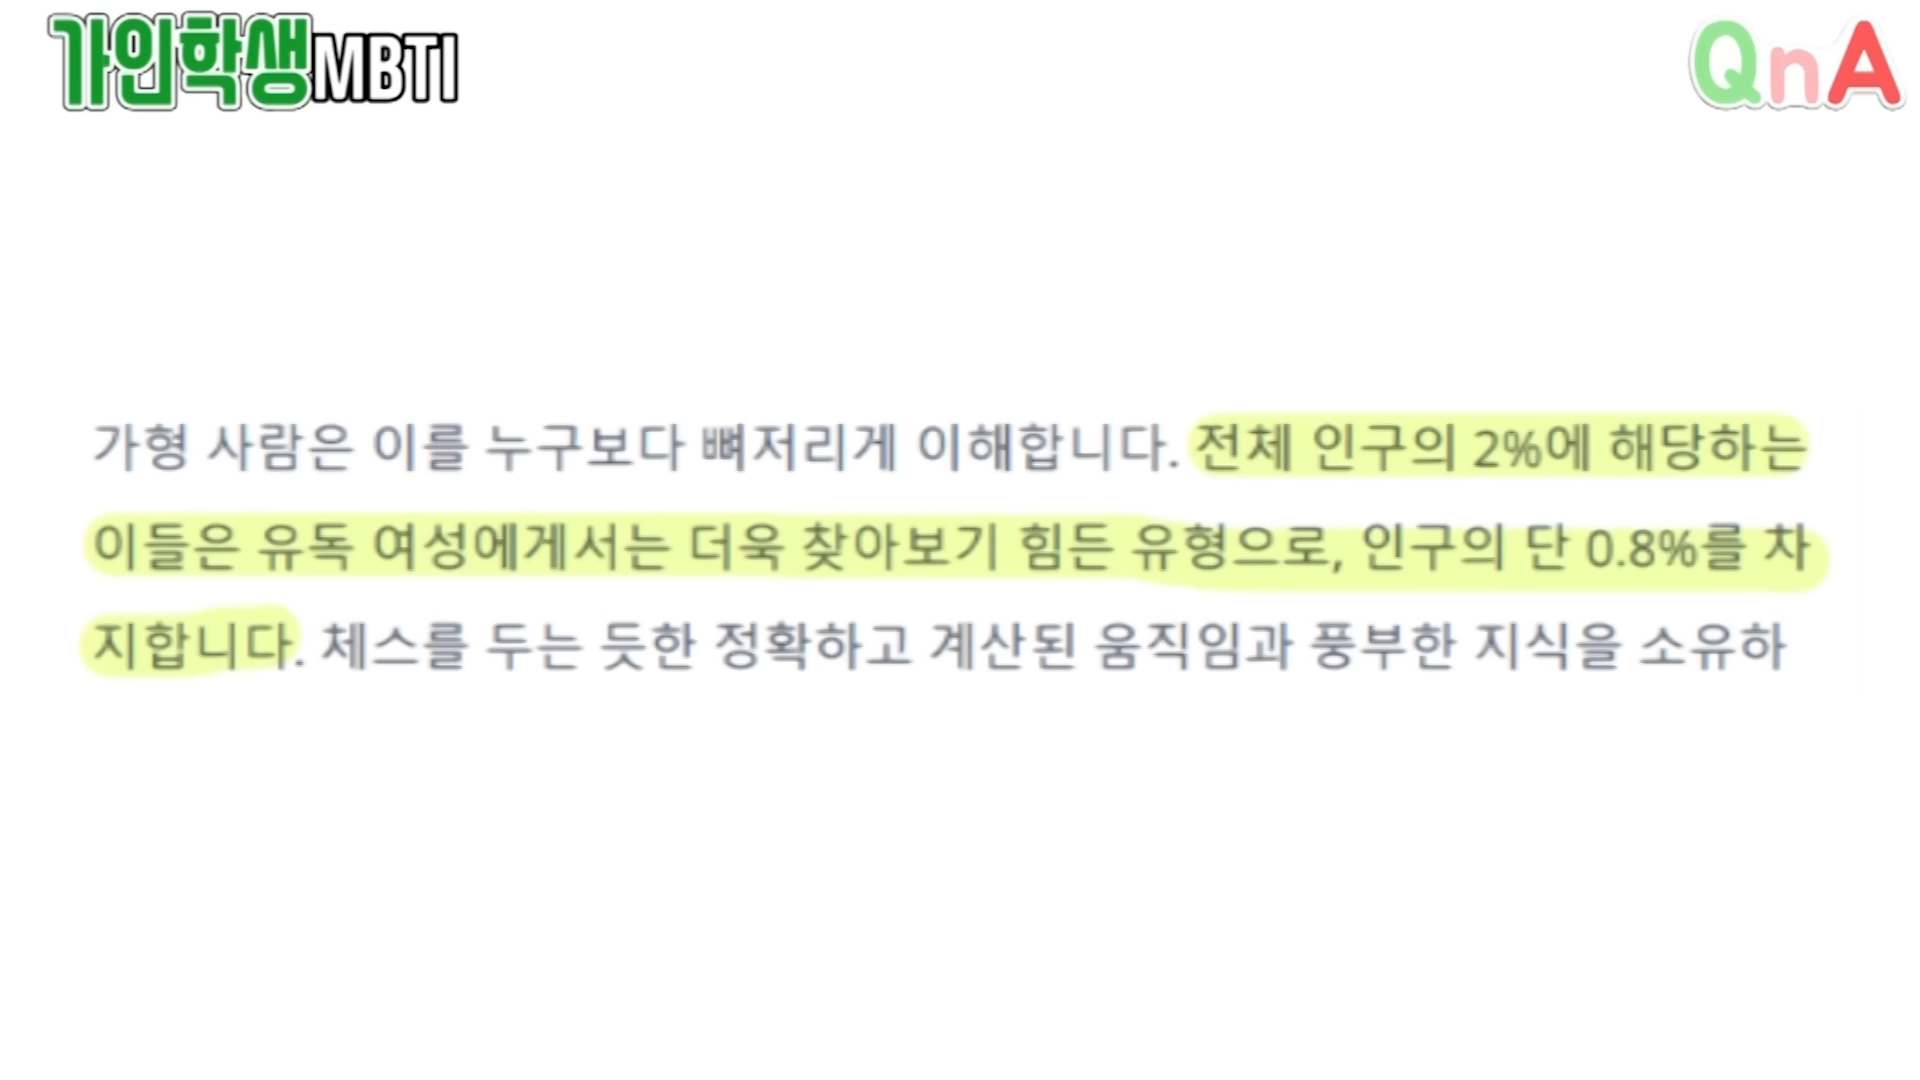 가인학생MBTI
QnA
가형 사람은 이를 누구보다 뼈저리게 이해합니다. 전체 인구의 2%에 해당하는
이들은 유독 여성에게서는 더욱 찾아보기 힘든 유형으로, 인구의 단 0.8%를 차
지합니다. 체스를 두는 듯한 정확하고 계산된 움직임과 풍부한 지식을 소유하